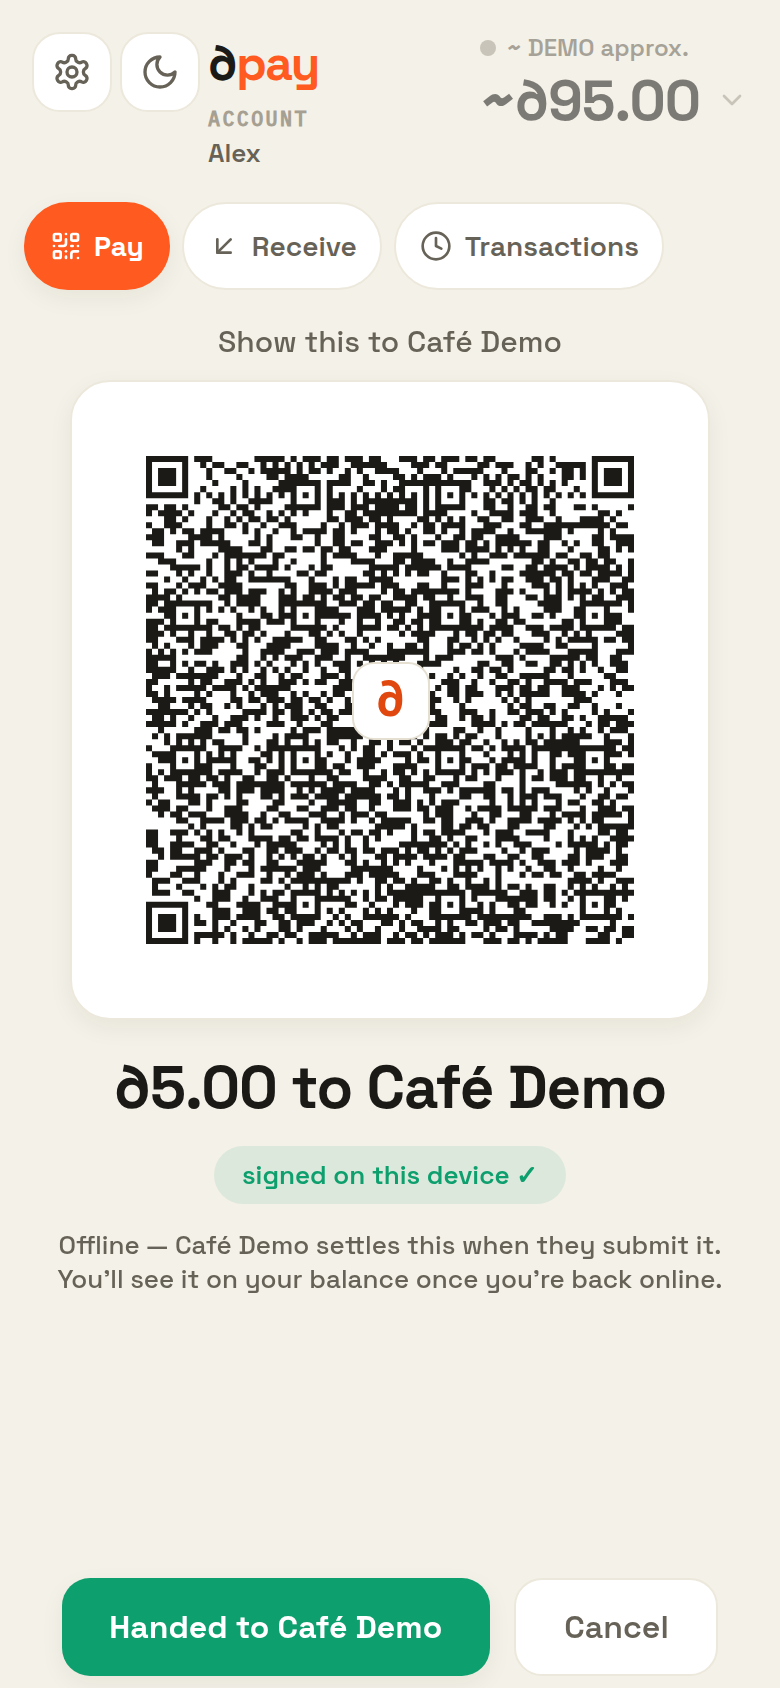 ∂pay
ACCOUNT
Alex
~ DEMO approx.
~∂95.00
Pay
Receive
Transactions
Show this to Café Demo
∂
∂5.00 to Café Demo
signed on this device ✓
Offline — Café Demo settles this when they submit it.
You’ll see it on your balance once you’re back online.
Handed to Café Demo
Cancel